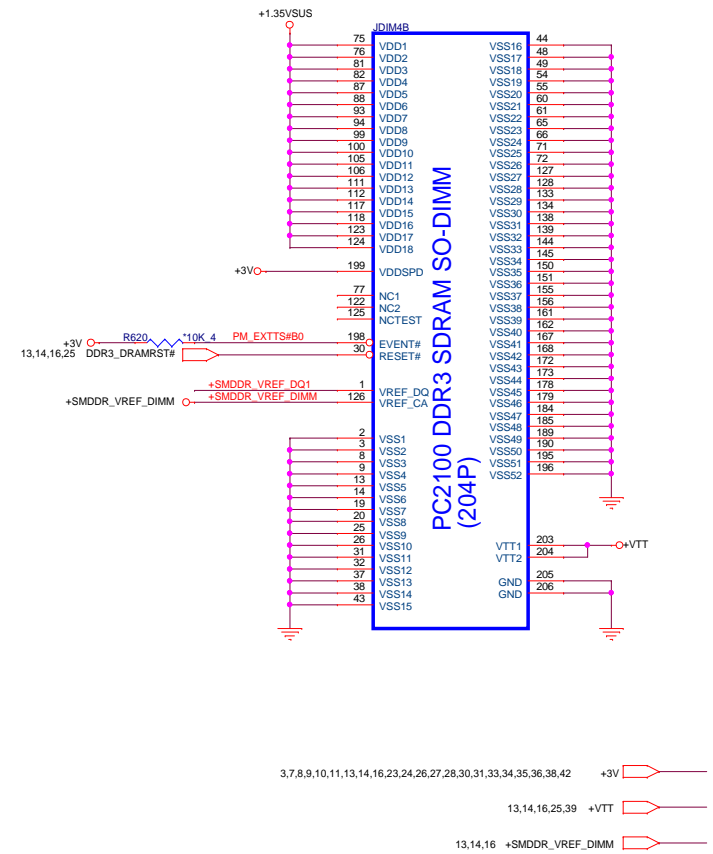 +1.35VSUS
JDIM4B
75 VDD1 VSS16 44
76 VDD2 VSS17 48
81 VDD3 VSS18 49
82 VDD4 VSS19 54
87 VDD5 VSS20 55
88 VDD6 VSS21 60
93 VDD7 VSS22 61
94 VDD8 VSS23 65
99 VDD9 VSS24 66
100 VDD10 VSS25 71
105 VDD11 VSS26 72
106 VDD12 VSS27 127
111 VDD13 VSS28 128
112 VDD14 VSS29 133
117 VDD15 VSS30 134
118 VDD16 VSS31 138
123 VDD17 VSS32 139
124 VDD18 VSS33 144
VSS34 145
+3V 199 VDDSPD VSS35 150
VSS36 151
77 NC1 VSS37 155
122 NC2 VSS38 156
125 NCTEST VSS39 161
VSS40 162
+3V R620 *10K_4 PM_EXTTS#B0 198 EVENT# VSS41 167
13,14,16,25 DDR3_DRAMRST# 30 RESET# VSS42 168
VSS43 172
VSS44 173
+SMDDR_VREF_DQ1 1 VREF_DQ VSS45 178
+SMDDR_VREF_DIMM +SMDDR_VREF_DIMM 126 VREF_CA VSS46 179
VSS47 184
VSS48 185
2 VSS1 VSS49 189
3 VSS2 VSS50 190
8 VSS3 VSS51 195
9 VSS4 VSS52 196
13 VSS5
14 VSS6
19 VSS7
20 VSS8
25 VSS9
26 VSS10 VTT1 203 +VTT
31 VSS11 VTT2 204
32 VSS12
37 VSS13 GND 205
38 VSS14 GND 206
43 VSS15
PC2100 DDR3 SDRAM SO-DIMM
(204P)
3,7,8,9,10,11,13,14,16,23,24,26,27,28,30,31,33,34,35,36,38,42 +3V
13,14,16,25,39 +VTT
13,14,16 +SMDDR_VREF_DIMM